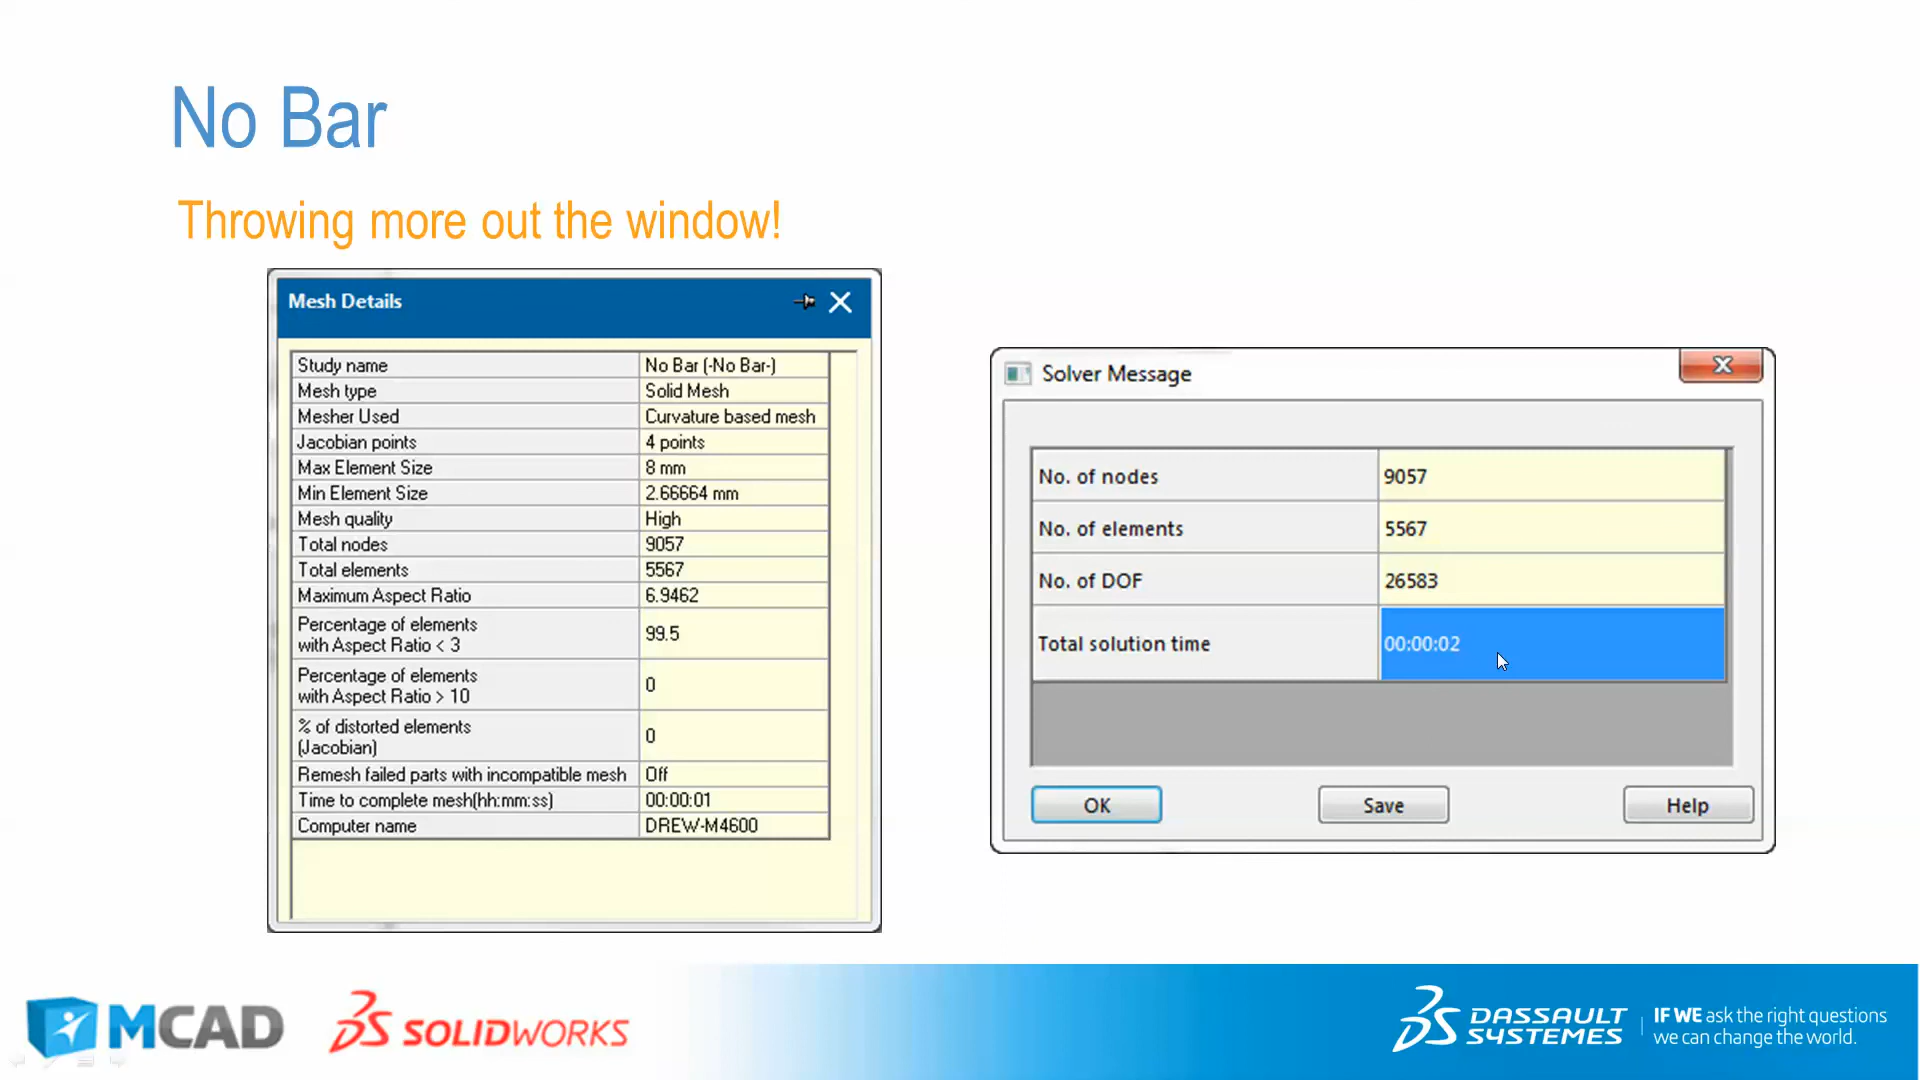 No Bar
Throwing more out the window!
Mesh Details
Study name No Bar (-No Bar-)
Mesh type Solid Mesh
Mesher Used Curvature based mesh
Jacobian points 4 points
Max Element Size 8 mm
Min Element Size 2.66664 mm
Mesh quality High
Total nodes 9057
Total elements 5567
Maximum Aspect Ratio 6.9462
Percentage of elements
with Aspect Ratio < 3 99.5
Percentage of elements
with Aspect Ratio > 10 0
% of distorted elements
(Jacobian) 0
Remesh failed parts with incompatible mesh Off
Time to complete mesh(hh:mm:ss) 00:00:01
Computer name DREW-M4600
Solver Message
No. of nodes 9057
No. of elements 5567
No. of DOF 26583
Total solution time 00:00:02
OK Save Help
MCAD
SOLIDWORKS
DASSAULT
SYSTEMES
IF WE ask the right questions
we can change the world.